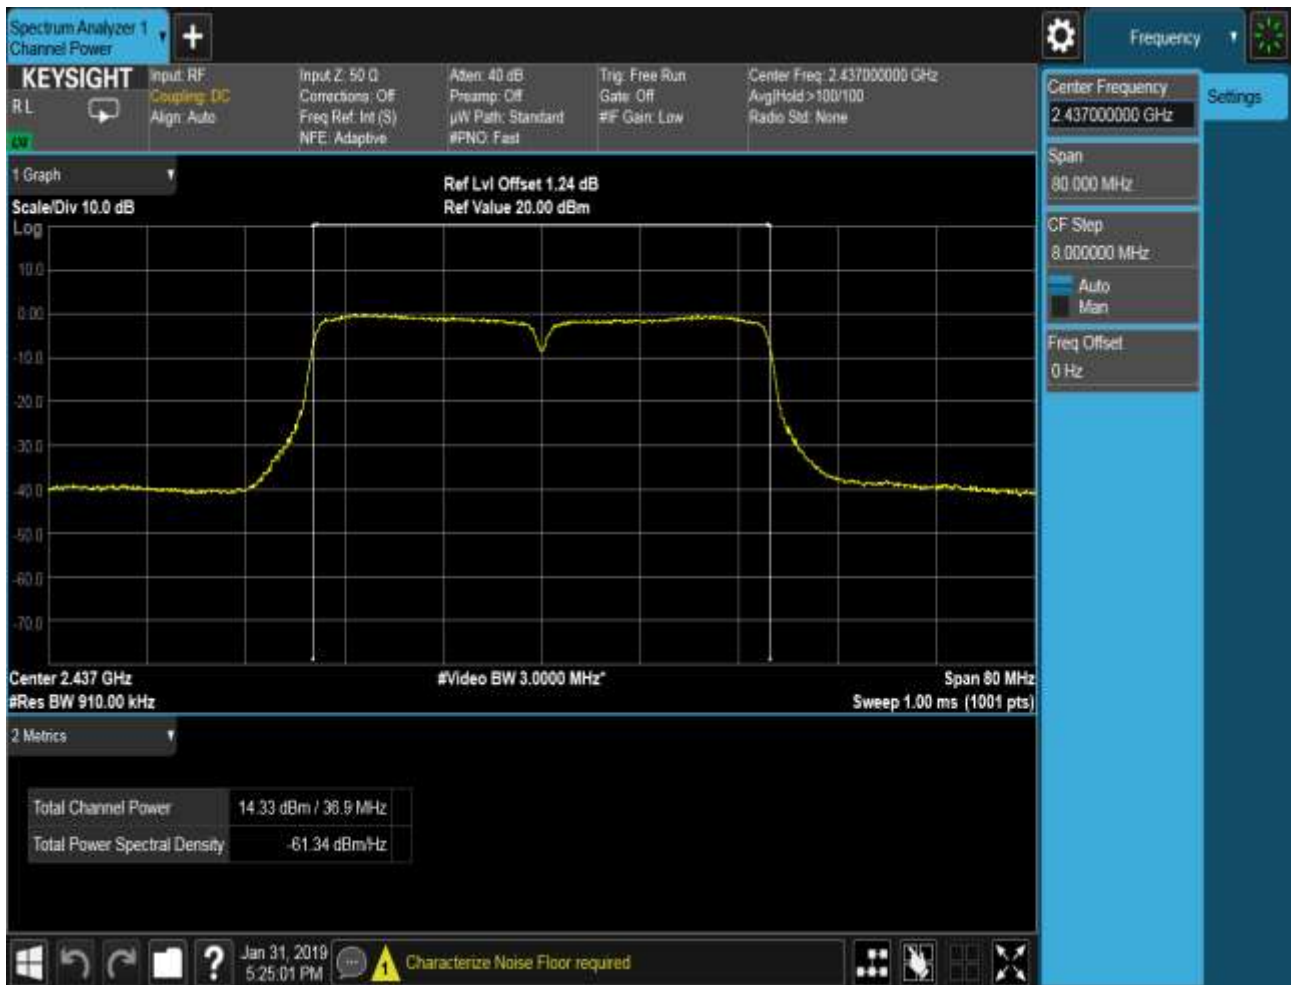 Spectrum Analyzer 1
Channel Power
+
Frequency
KEYSIGHT
R L
Input: RF
Coupling: DC
Align: Auto
Input Z: 50 Ω
Corrections: Off
Freq Ref: Int (S)
NFE: Adaptive
Atten: 40 dB
Preamp: Off
µW Path: Standard
#PNO: Fast
Trig: Free Run
Gate: Off
#IF Gain: Low
Center Freq: 2.437000000 GHz
Avg|Hold:>100/100
Radio Std: None
Center Frequency
2.437000000 GHz
Settings
Span
80.000 MHz
CF Step
8.000000 MHz
Auto
Man
Freq Offset
0 Hz
1 Graph
Scale/Div 10.0 dB
Ref Lvl Offset 1.24 dB
Ref Value 20.00 dBm
Log
10.0
0.00
-10.0
-20.0
-30.0
-40.0
-50.0
-60.0
-70.0
Center 2.437 GHz
#Video BW 3.0000 MHz*
Span 80 MHz
#Res BW 910.00 kHz
Sweep 1.00 ms (1001 pts)
2 Metrics
Total Channel Power 14.33 dBm / 36.9 MHz
Total Power Spectral Density -61.34 dBm/Hz
?
Jan 31, 2019
5:25:01 PM
1
Characterize Noise Floor required